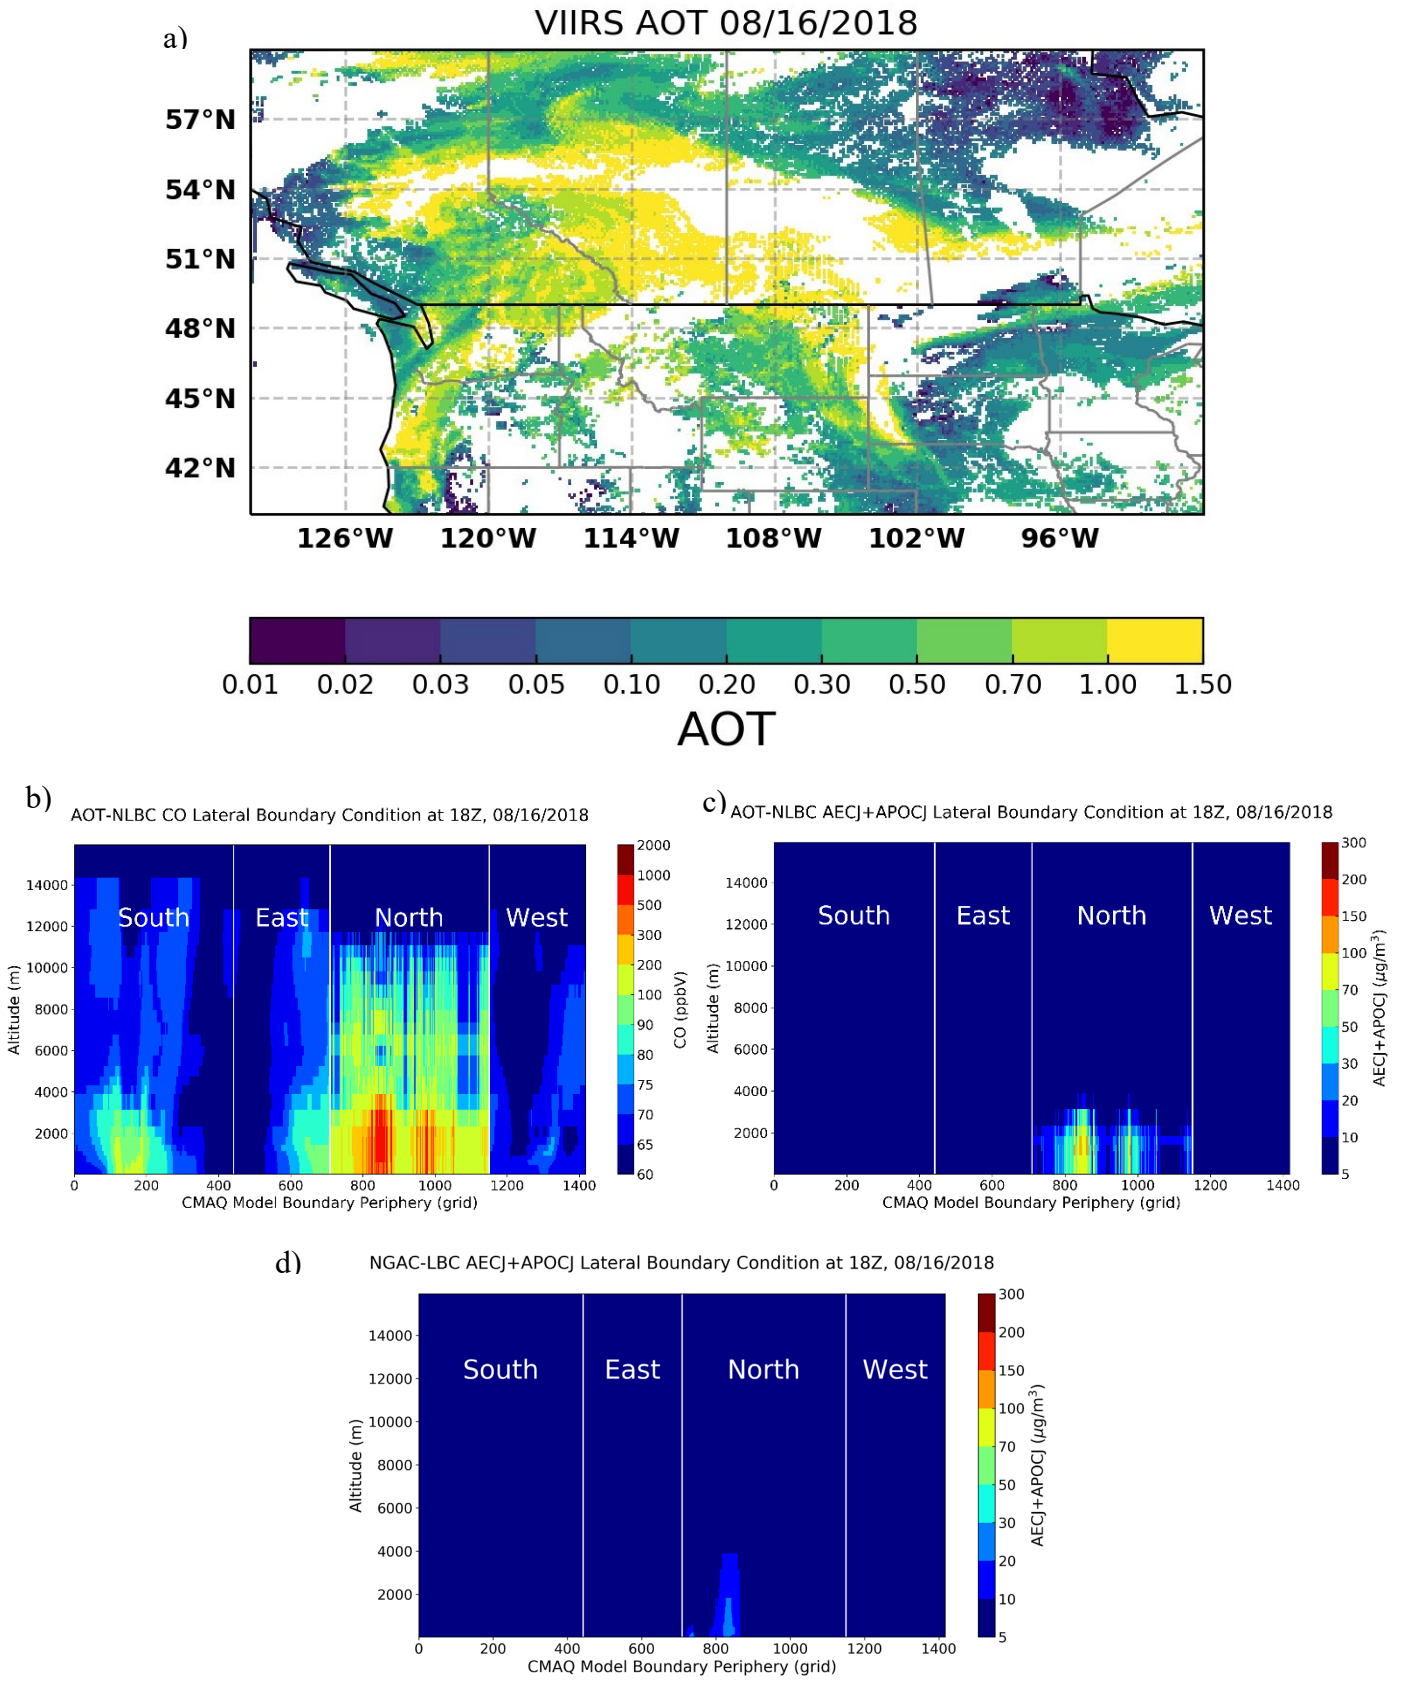 a)
VIIRS AOT 08/16/2018
57°N
54°N
51°N
48°N
45°N
42°N
126°W 120°W 114°W 108°W 102°W 96°W
0.01 0.02 0.03 0.05 0.10 0.20 0.30 0.50 0.70 1.00 1.50
AOT
b)
AOT-NLBC CO Lateral Boundary Condition at 18Z, 08/16/2018
Altitude (m)
14000
12000
10000
8000
6000
4000
2000
South East North West
0 200 400 600 800 1000 1200 1400
CMAQ Model Boundary Periphery (grid)
2000
1000
500
300
200
100
90
80
75
70
65
60
CO (ppbV)
c)
AOT-NLBC AECJ+APOCJ Lateral Boundary Condition at 18Z, 08/16/2018
Altitude (m)
14000
12000
10000
8000
6000
4000
2000
South East North West
0 200 400 600 800 1000 1200 1400
CMAQ Model Boundary Periphery (grid)
300
200
150
100
70
50
30
20
10
5
AECJ+APOCJ (μg/m³)
d)
NGAC-LBC AECJ+APOCJ Lateral Boundary Condition at 18Z, 08/16/2018
Altitude (m)
14000
12000
10000
8000
6000
4000
2000
South East North West
0 200 400 600 800 1000 1200 1400
CMAQ Model Boundary Periphery (grid)
300
200
150
100
70
50
30
20
10
5
AECJ+APOCJ (μg/m³)